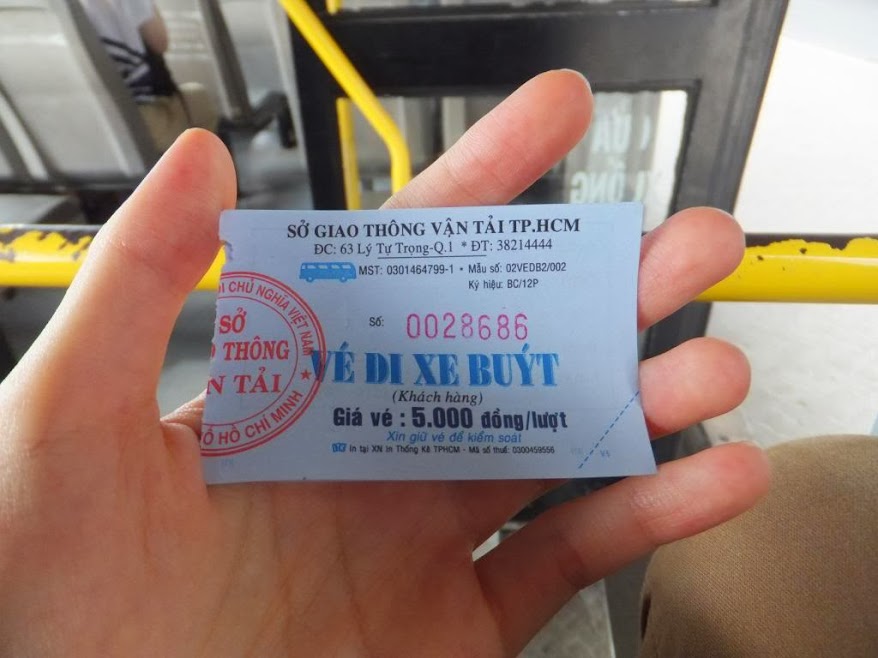 SỞ GIAO THÔNG VẬN TẢI TP.HCM
ĐC: 63 Lý Tự Trọng-Q.1 * ĐT: 38214444
MST: 0301464799-1 • Mẫu số: 02VEDB2/002
Ký hiệu: BC/12P
Số: 0028686
VÉ ĐI XE BUÝT
(Khách hàng)
Giá vé : 5.000 đồng/lượt
Xin giữ vé để kiểm soát
In tại XN in Thống Kê TPHCM - Mã số thuế: 0300459556
CHỦ NGHĨA VIỆT NAM
SỞ
THÔNG
TẢI
HỒ CHÍ MINH